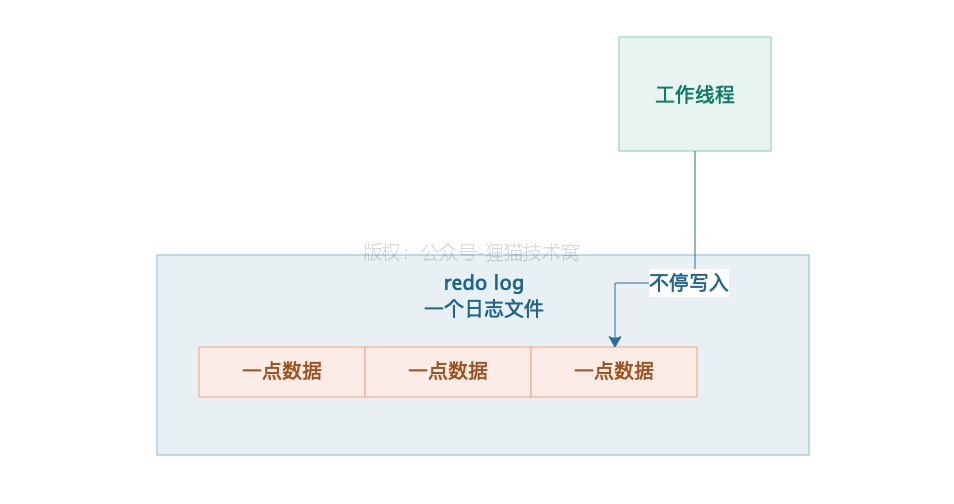 工作线程
版权：公众号-狸猫技术窝
redo log
一个日志文件
不停写入
一点数据
一点数据
一点数据